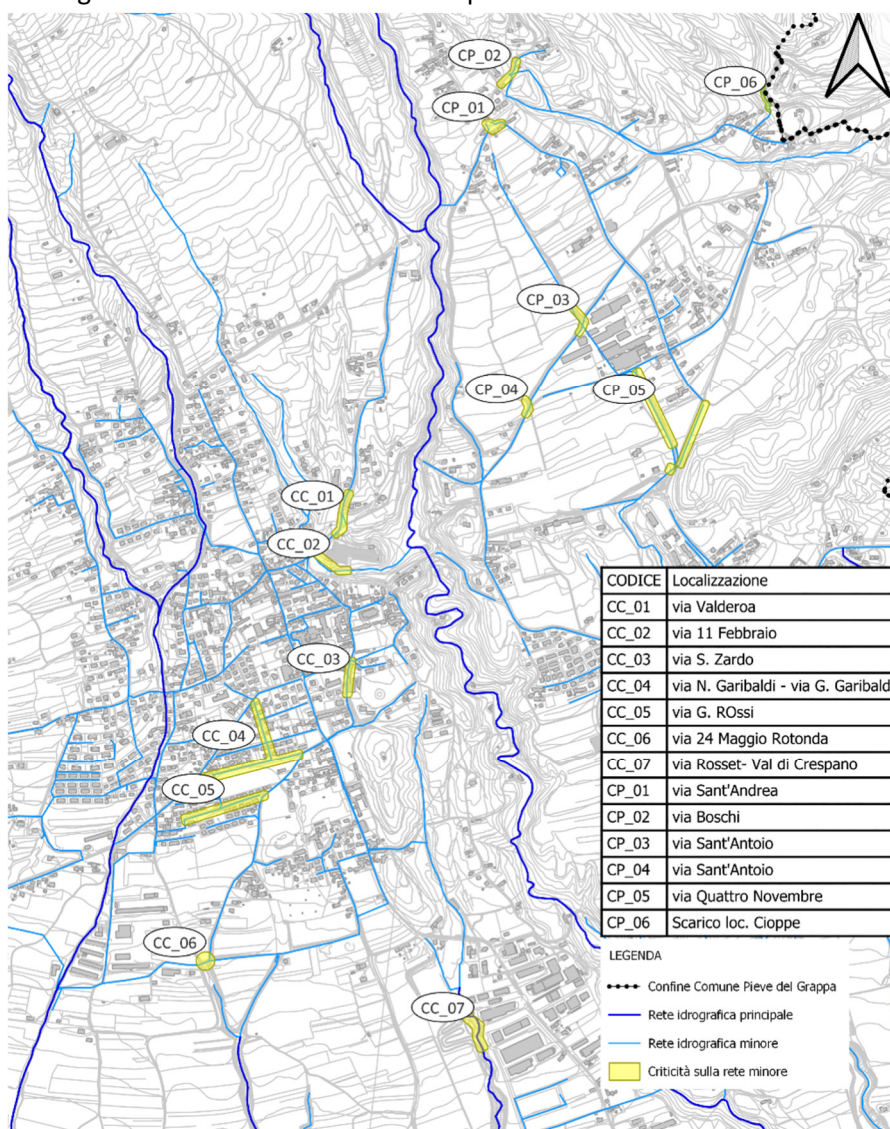 CP_02
CP_06
CP_01
CP_03
CP_04
CP_05
CC_01
CC_02
CC_03
CC_04
CC_05
CC_06
CC_07
CODICE Localizzazione
CC_01 via Valderoa
CC_02 via 11 Febbraio
CC_03 via S. Zardo
CC_04 via N. Garibaldi - via G. Garibald
CC_05 via G. ROssi
CC_06 via 24 Maggio Rotonda
CC_07 via Rosset- Val di Crespano
CP_01 via Sant'Andrea
CP_02 via Boschi
CP_03 via Sant'Antoio
CP_04 via Sant'Antoio
CP_05 via Quattro Novembre
CP_06 Scarico loc. Cioppe
LEGENDA
Confine Comune Pieve del Grappa
Rete idrografica principale
Rete idrografica minore
Criticità sulla rete minore